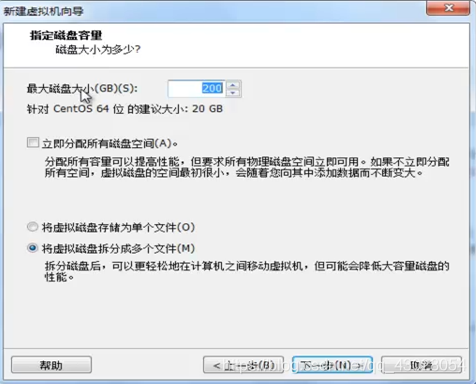 新建虚拟机向导
指定磁盘容量
磁盘大小为多少?
最大磁盘大小(GB)(S):
200
针对 CentOS 64 位 的建议大小: 20 GB
立即分配所有磁盘空间(A)。
分配所有容量可以提高性能，但要求所有物理磁盘空间立即可用。如果不立即分配
所有空间，虚拟磁盘的空间最初很小，会随着您向其中添加数据而不断变大。
将虚拟磁盘存储为单个文件(O)
将虚拟磁盘拆分成多个文件(M)
拆分磁盘后，可以更轻松地在计算机之间移动虚拟机，但可能会降低大容量磁盘的
性能。
帮助
< 上一步(B)
下一步(N) >
取消